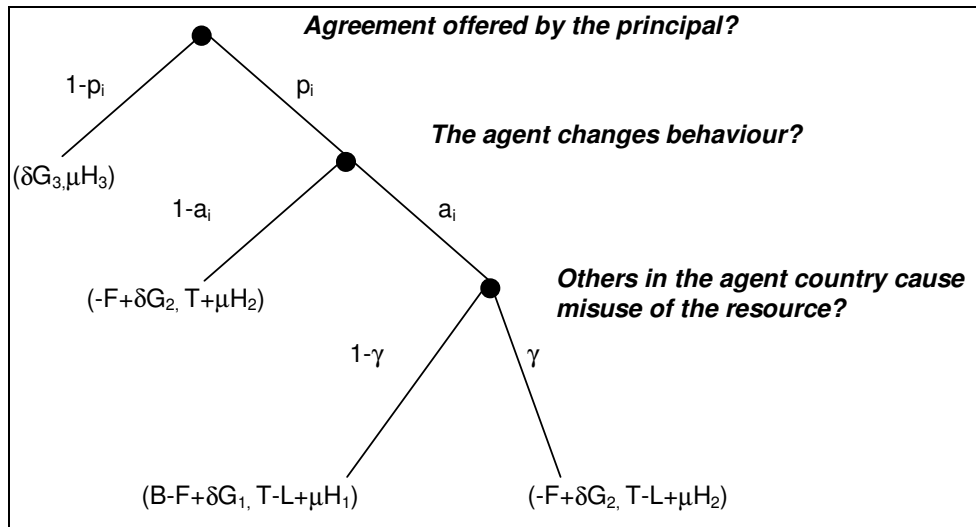 Agreement offered by the principal?
1-pᵢ
pᵢ
The agent changes behaviour?
(δG₃,μH₃)
1-aᵢ
aᵢ
(-F+δG₂, T+μH₂)
Others in the agent country cause
misuse of the resource?
1-γ
γ
(B-F+δG₁, T-L+μH₁)
(-F+δG₂, T-L+μH₂)